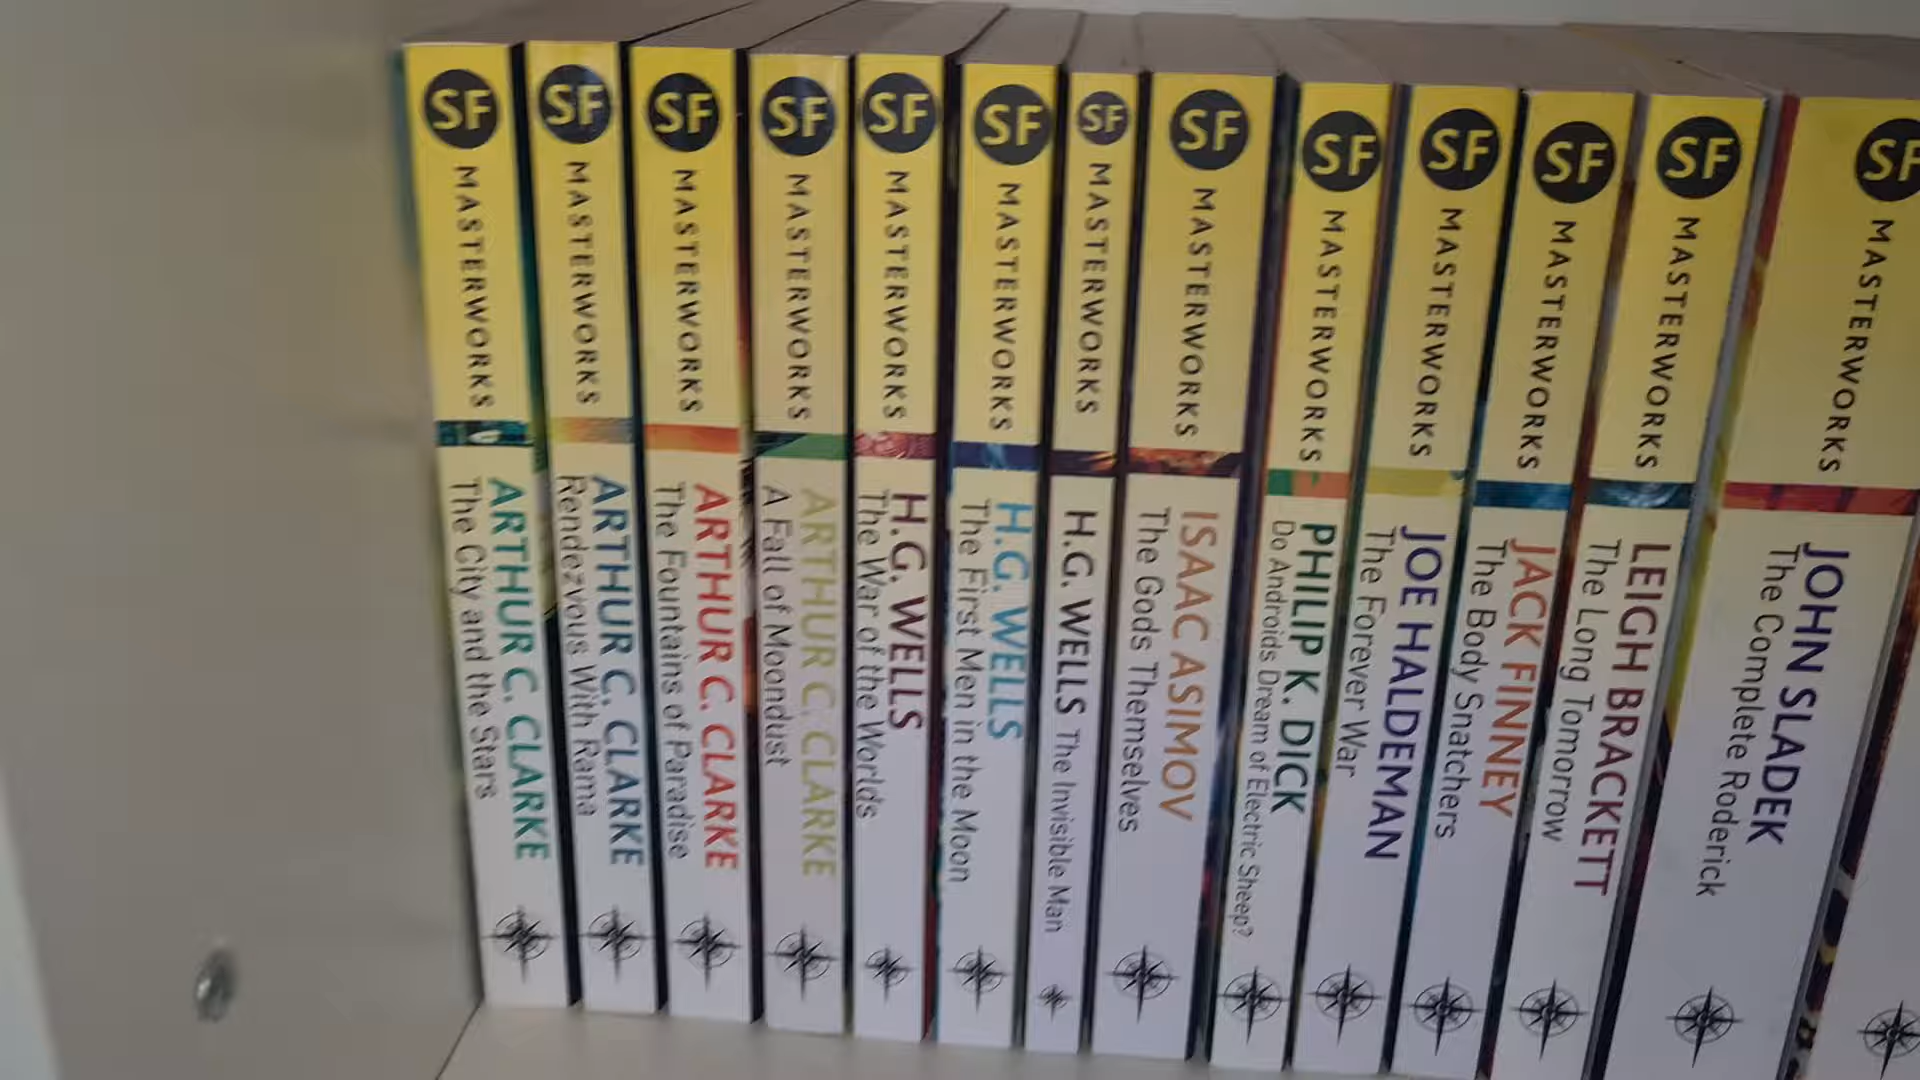 SF MASTERWORKS
ARTHUR C. CLARKE
The City and the Stars
SF MASTERWORKS
ARTHUR C. CLARKE
Rendezvous With Rama
SF MASTERWORKS
ARTHUR C. CLARKE
The Fountains of Paradise
SF MASTERWORKS
ARTHUR C. CLARKE
A Fall of Moondust
SF MASTERWORKS
H.G. WELLS
The War of the Worlds
SF MASTERWORKS
H.G. WELLS
The First Men in the Moon
SF MASTERWORKS
H.G. WELLS The Invisible Man
SF MASTERWORKS
ISAAC ASIMOV
The Gods Themselves
SF MASTERWORKS
PHILIP K. DICK
Do Androids Dream of Electric Sheep?
SF MASTERWORKS
JOE HALDEMAN
The Forever War
SF MASTERWORKS
JACK FINNEY
The Body Snatchers
SF MASTERWORKS
LEIGH BRACKETT
The Long Tomorrow
SF MASTERWORKS
JOHN SLADEK
The Complete Roderick